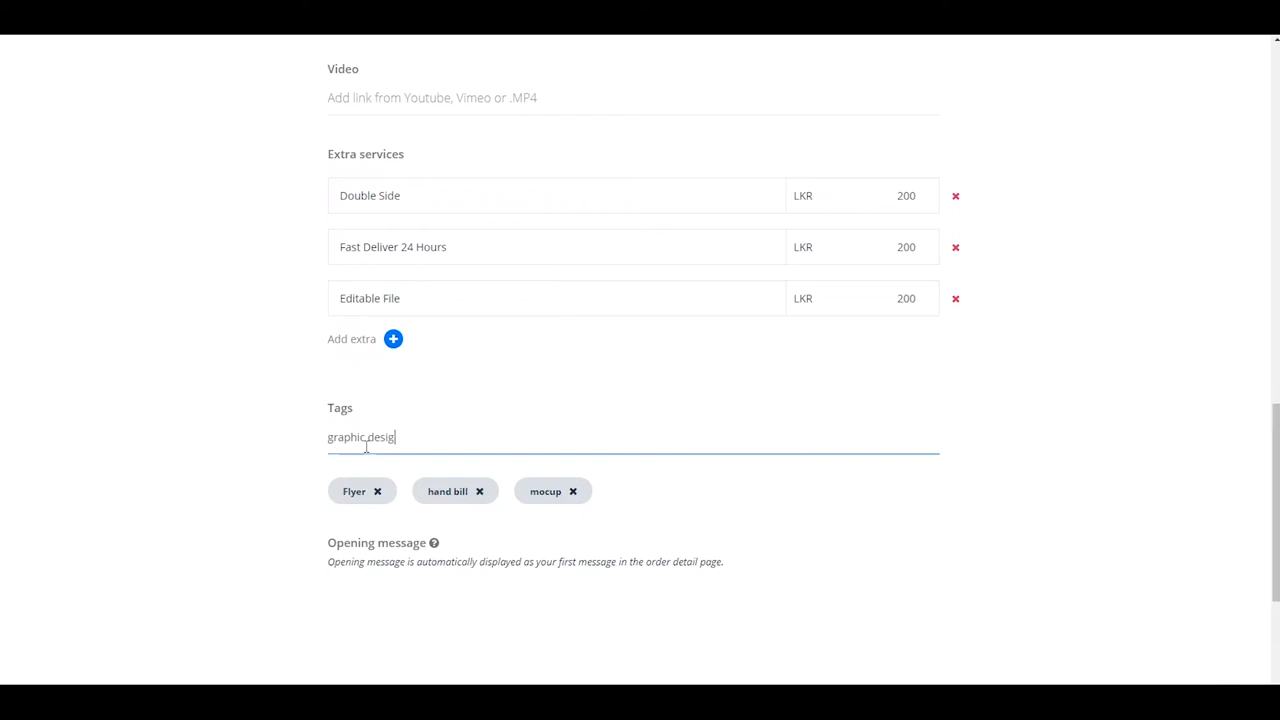 Video
Add link from Youtube, Vimeo or .MP4
Extra services
Double Side LKR 200
Fast Deliver 24 Hours LKR 200
Editable File LKR 200
Add extra
Tags
graphic desig
Flyer hand bill mocup
Opening message
Opening message is automatically displayed as your first message in the order detail page.